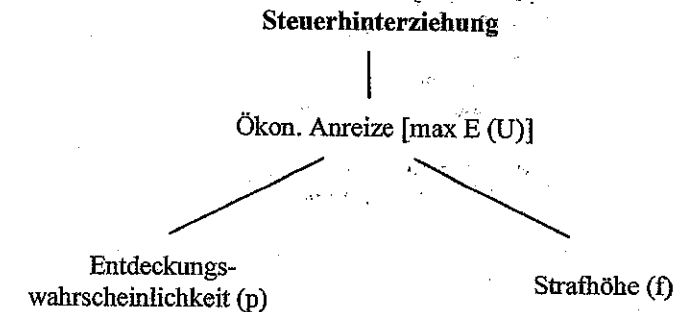 Steuerhinterziehung
Ökon. Anreize [max E (U)]
Entdeckungs-
wahrscheinlichkeit (p)
Strafhöhe (f)